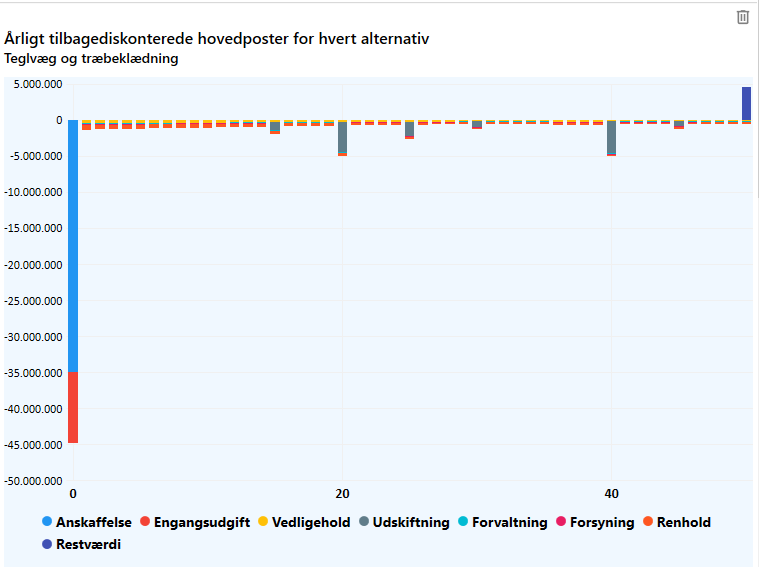 Årligt tilbagediskonterede hovedposter for hvert alternativ
Teglvæg og træbeklædning
5.000.000
0
-5.000.000
-10.000.000
-15.000.000
-20.000.000
-25.000.000
-30.000.000
-35.000.000
-40.000.000
-45.000.000
-50.000.000
0 20 40
Anskaffelse Engangsudgift Vedligehold Udskiftning Forvaltning Forsyning Renhold
Restværdi